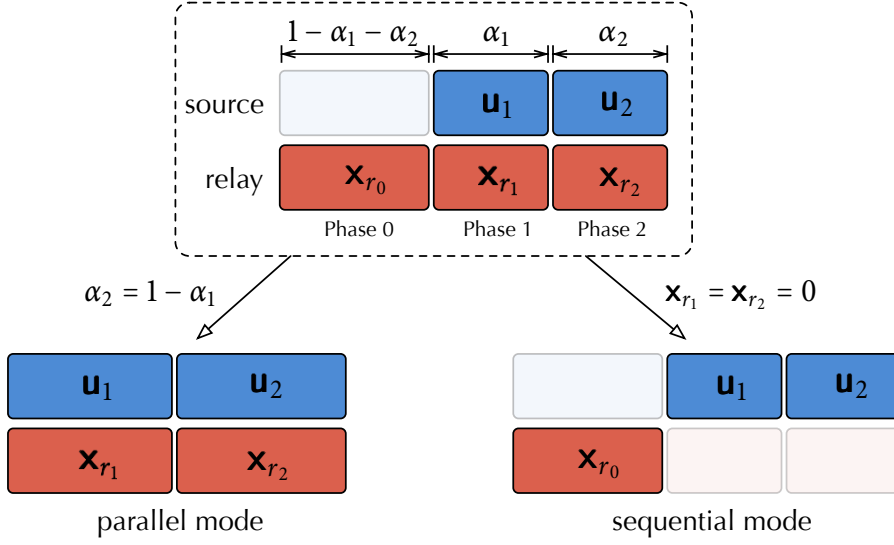 1 − α₁ − α₂ α₁ α₂
source 𝐮₁ 𝐮₂
relay 𝐱ᵣ₀ 𝐱ᵣ₁ 𝐱ᵣ₂
Phase 0 Phase 1 Phase 2
α₂ = 1 − α₁ 𝐱ᵣ₁ = 𝐱ᵣ₂ = 0
𝐮₁ 𝐮₂ 𝐮₁ 𝐮₂
𝐱ᵣ₁ 𝐱ᵣ₂ 𝐱ᵣ₀
parallel mode sequential mode